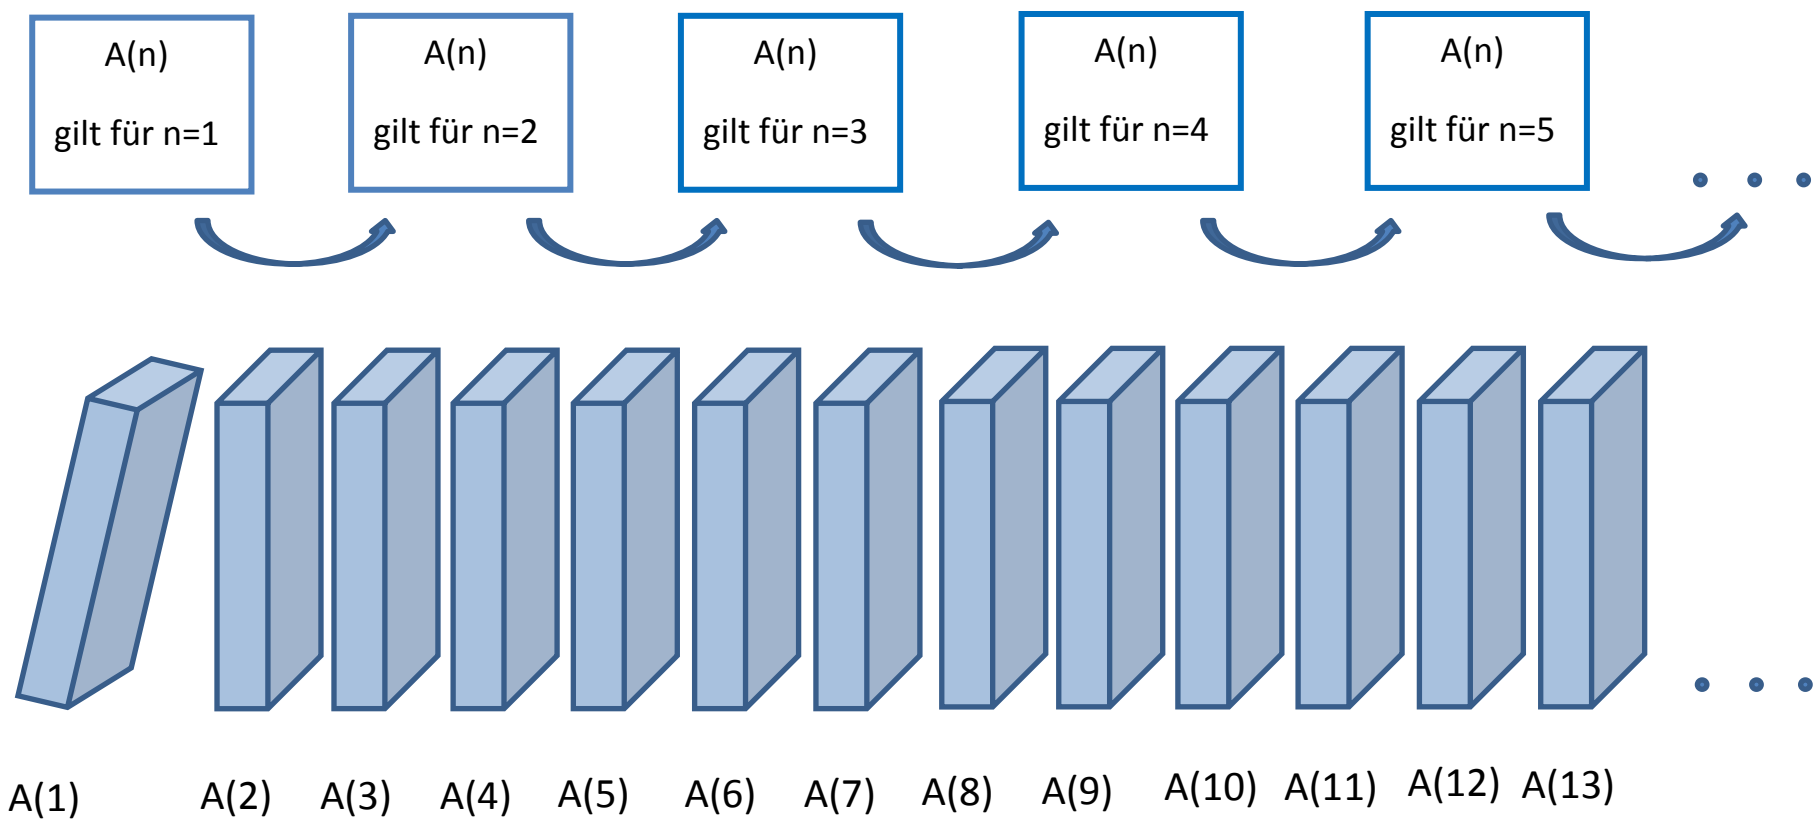 A(n)
gilt für n=1
A(n)
gilt für n=2
A(n)
gilt für n=3
A(n)
gilt für n=4
A(n)
gilt für n=5
A(1) A(2) A(3) A(4) A(5) A(6) A(7) A(8) A(9) A(10) A(11) A(12) A(13)